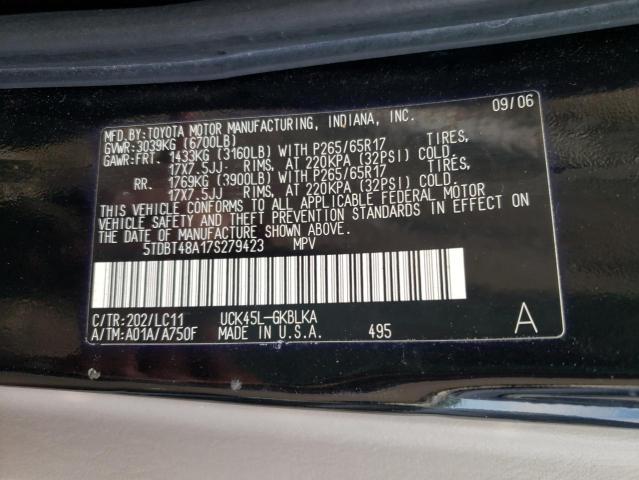 MFD.BY:TOYOTA MOTOR MANUFACTURING, INDIANA, INC. 09/06
GVWR:3039KG (6700LB)
GAWR:FRT. 1433KG (3160LB) WITH P265/65R17 TIRES,
17X7.5JJ- RIMS, AT 220KPA (32PSI) COLD.
RR. 1769KG (3900LB) WITH P265/65R17 TIRES,
17X7.5JJ- RIMS, AT 220KPA (32PSI) COLD.
THIS VEHICLE CONFORMS TO ALL APPLICABLE FEDERAL MOTOR
VEHICLE SAFETY AND THEFT PREVENTION STANDARDS IN EFFECT ON
THE DATE OF MANUFACTURE SHOWN ABOVE.
5TDBT48A17S279423 MPV
C/TR:202/LC11 UCK45L-GKBLKA A
A/TM:A01A/A750F MADE IN U.S.A. 495